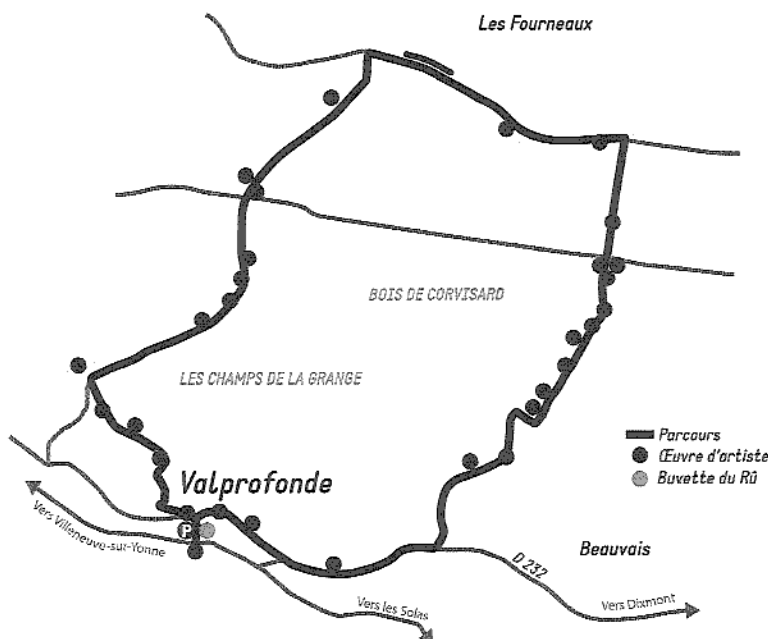 Les Fourneaux
BOIS DE CORVISARD
LES CHAMPS DE LA GRANGE
Parcours
Œuvre d'artiste
Buvette du Rû
Valprofonde
P
Vers Villeneuve-sur-Yonne
Beauvais
D 232
Vers les Solas
Vers Dixmont